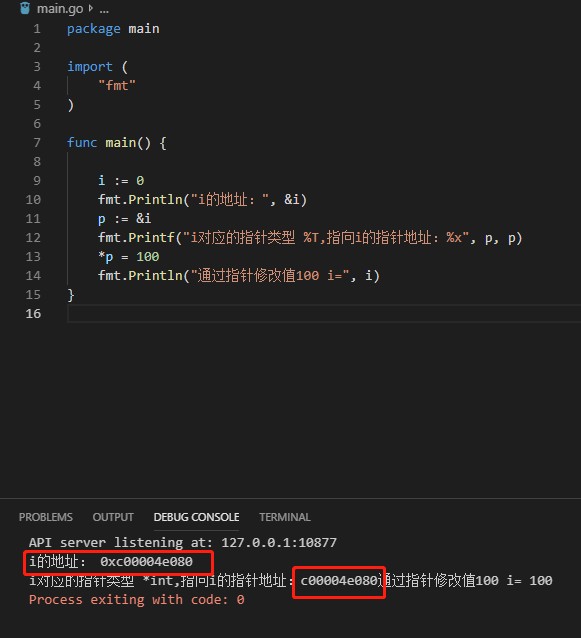 main.go › ...
1 package main
2
3 import (
4 "fmt"
5 )
6
7 func main() {
8
9 i := 0
10 fmt.Println("i的地址：", &i)
11 p := &i
12 fmt.Printf("i对应的指针类型 %T,指向i的指针地址：%x", p, p)
13 *p = 100
14 fmt.Println("通过指针修改值100 i=", i)
15 }
16
PROBLEMS OUTPUT DEBUG CONSOLE TERMINAL
API server listening at: 127.0.0.1:10877
i的地址： 0xc00004e080
i对应的指针类型 *int,指向i的指针地址：c00004e080通过指针修改值100 i= 100
Process exiting with code: 0